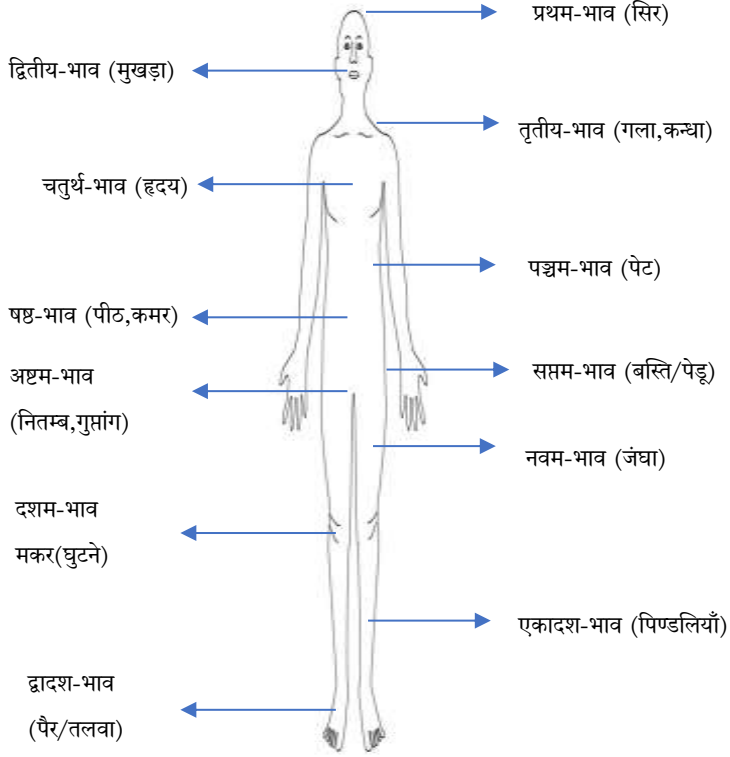 प्रथम-भाव (सिर)
द्वितीय-भाव (मुखड़ा)
तृतीय-भाव (गला,कन्धा)
चतुर्थ-भाव (हृदय)
पञ्चम-भाव (पेट)
षष्ठ-भाव (पीठ,कमर)
सप्तम-भाव (बस्ति/पेडू)
अष्टम-भाव
(नितम्ब,गुप्तांग)
नवम-भाव (जंघा)
दशम-भाव
मकर(घुटने)
एकादश-भाव (पिण्डलियाँ)
द्वादश-भाव
(पैर/तलवा)